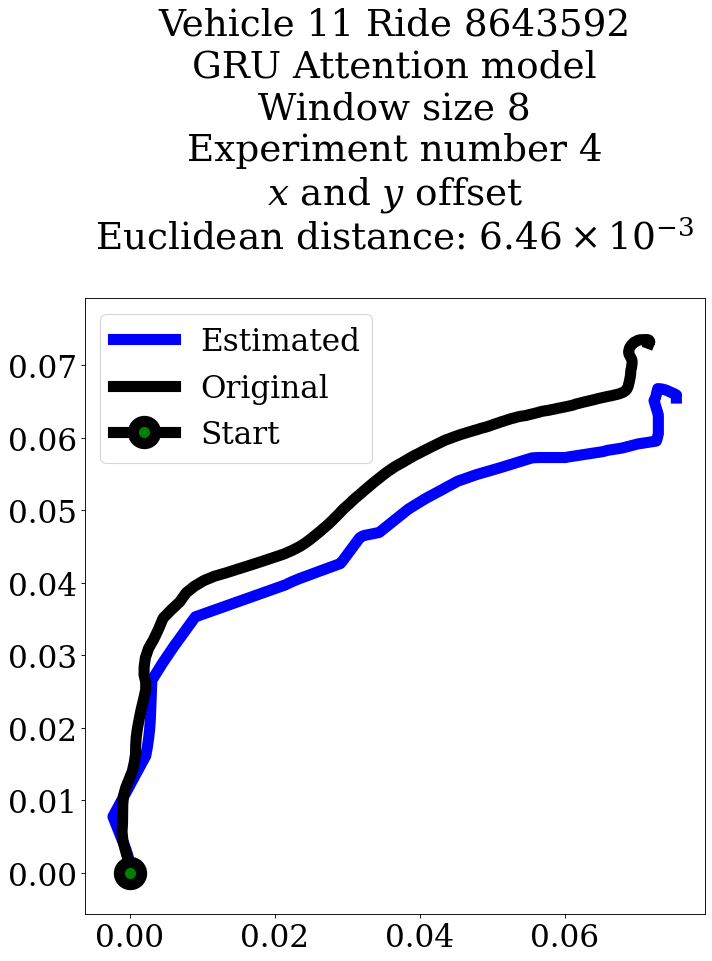 Vehicle 11 Ride 8643592
GRU Attention model
Window size 8
Experiment number 4
x and y offset
Euclidean distance: 6.46 × 10⁻³
Estimated
Original
Start
0.07
0.06
0.05
0.04
0.03
0.02
0.01
0.00
0.00 0.02 0.04 0.06